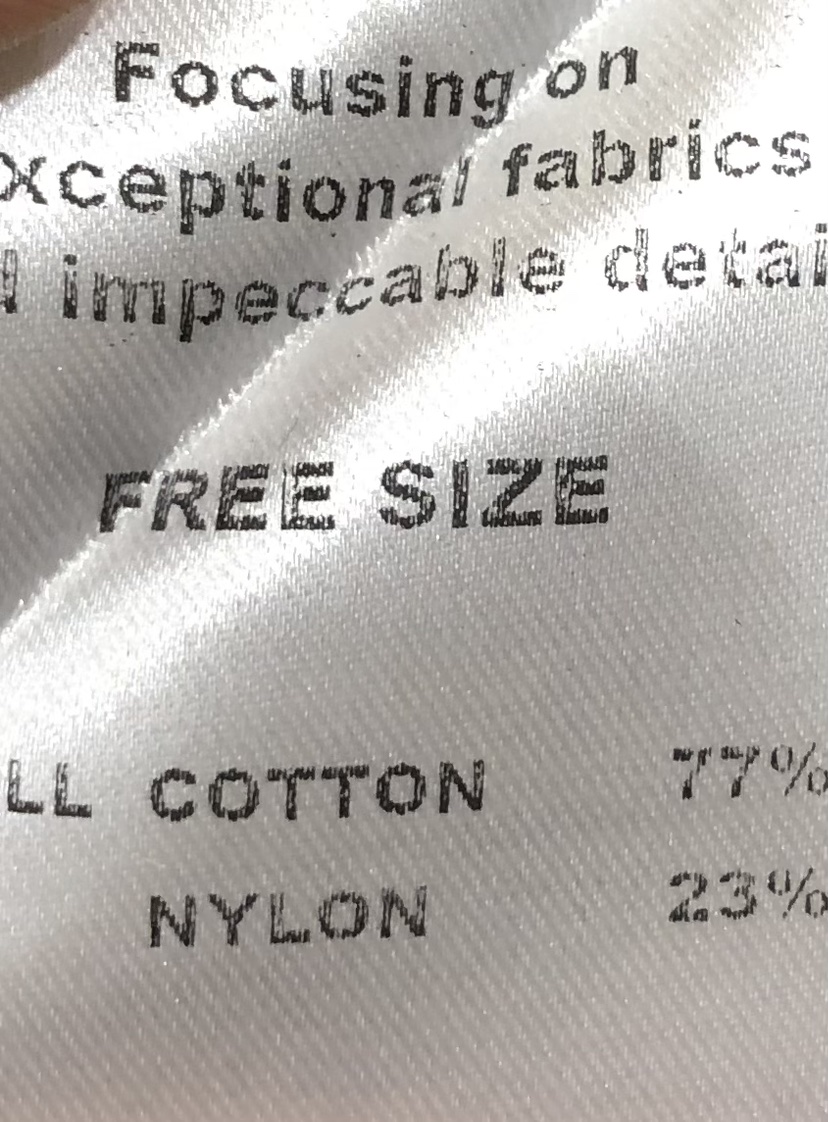 Focusing on
xceptional fabrics
d impeccable detai
FREE SIZE
LL COTTON 77%
NYLON 23%